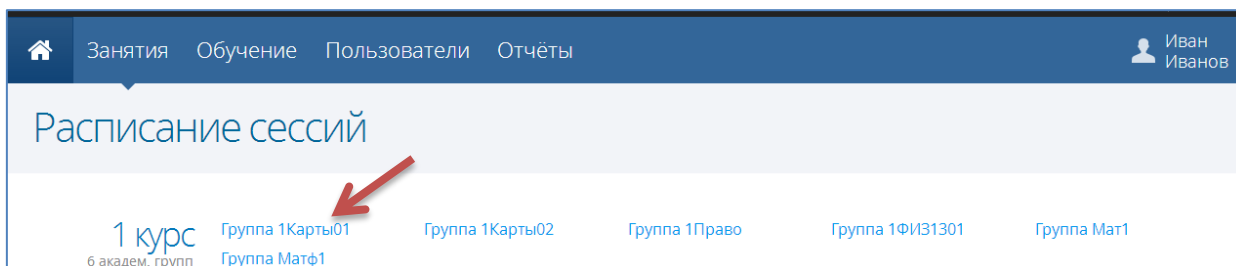 Занятия Обучение Пользователи Отчёты
Иван
Иванов
Расписание сессий
1 курс
6 академ. групп
Группа 1Карты01 Группа 1Карты02 Группа 1Право Группа 1ФИЗ1301 Группа Мат1
Группа Матф1